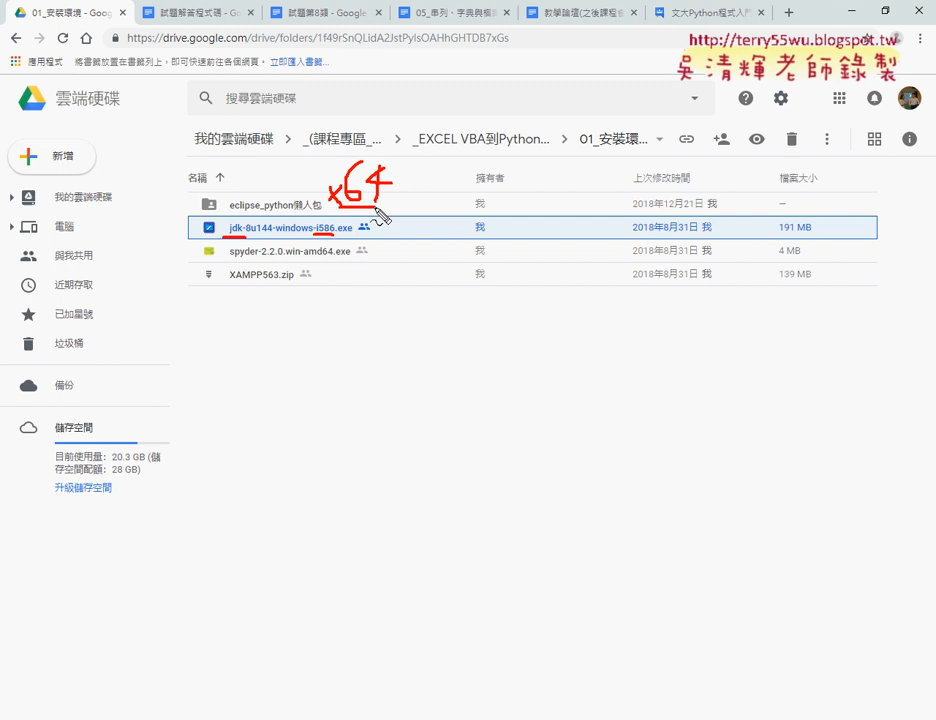 01_安裝環境 - Goog
試題解答程式碼 - Go
試題第8類 - Google
05_串列、字典與框
教學論壇(之後課程會
文大Python程式入門
https://drive.google.com/drive/folders/1f49rSnQLidA2JstPyIsOAHhGHTDB7xGs
http://terry55wu.blogspot.tw
吳清輝老師錄製
應用程式
將書籤放置在書籤列上，即可快速前往各個網頁。
立即匯入書籤...
雲端硬碟
搜尋雲端硬碟
新增
我的雲端硬碟
_(課程專區_...
_EXCEL VBA到Python...
01_安裝環...
名稱
擁有者
上次修改時間
檔案大小
x64
eclipse_python懶人包
我
2018年12月21日 我
–
jdk-8u144-windows-i586.exe
我
2018年8月31日 我
191 MB
spyder-2.2.0.win-amd64.exe
我
2018年8月31日 我
4 MB
XAMPP563.zip
我
2018年8月31日 我
139 MB
我的雲端硬碟
電腦
與我共用
近期存取
已加星號
垃圾桶
備份
儲存空間
目前使用量：20.3 GB (儲
存空間配額：28 GB)
升級儲存空間